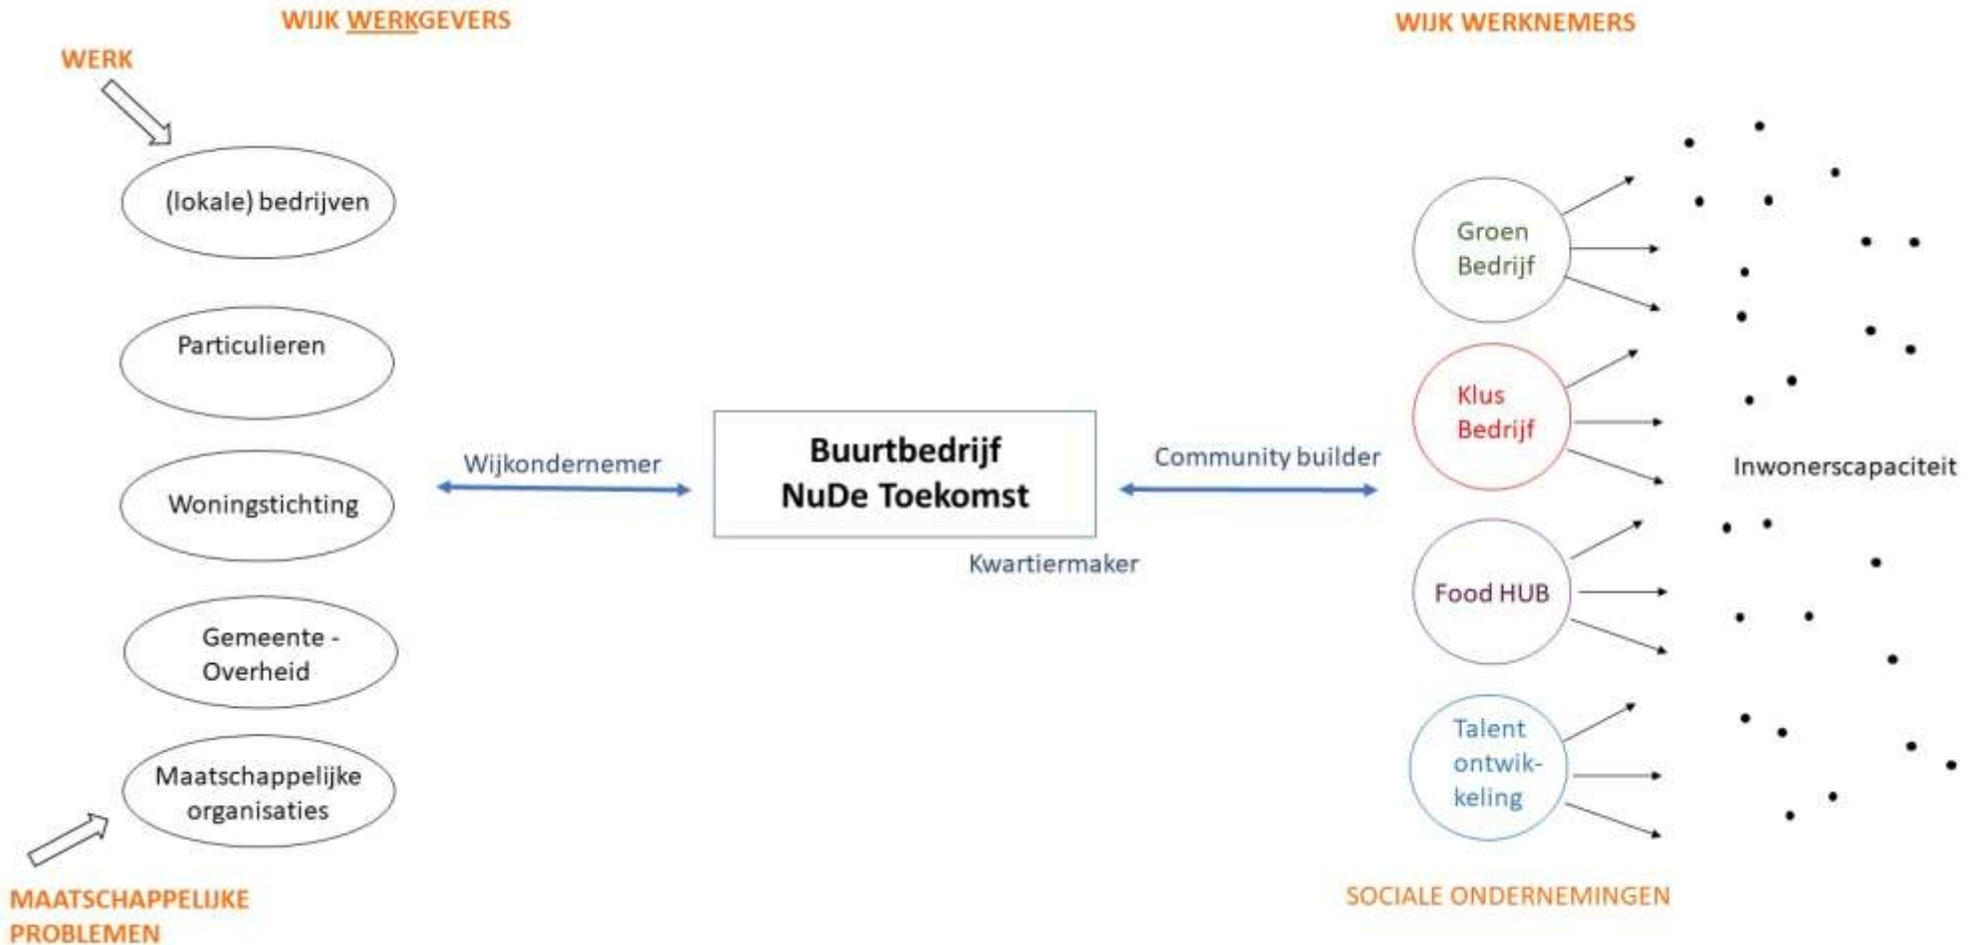 WIJK WERKGEVERS
WIJK WERKNEMERS
WERK
(lokale) bedrijven
Particulieren
Woningstichting
Gemeente -
Overheid
Maatschappelijke
organisaties
MAATSCHAPPELIJKE
PROBLEMEN
Wijkondernemer
Buurtbedrijf
NuDe Toekomst
Kwartiermaker
Community builder
Groen
Bedrijf
Klus
Bedrijf
Food HUB
Talent
ontwik-
keling
SOCIALE ONDERNEMINGEN
Inwonerscapaciteit